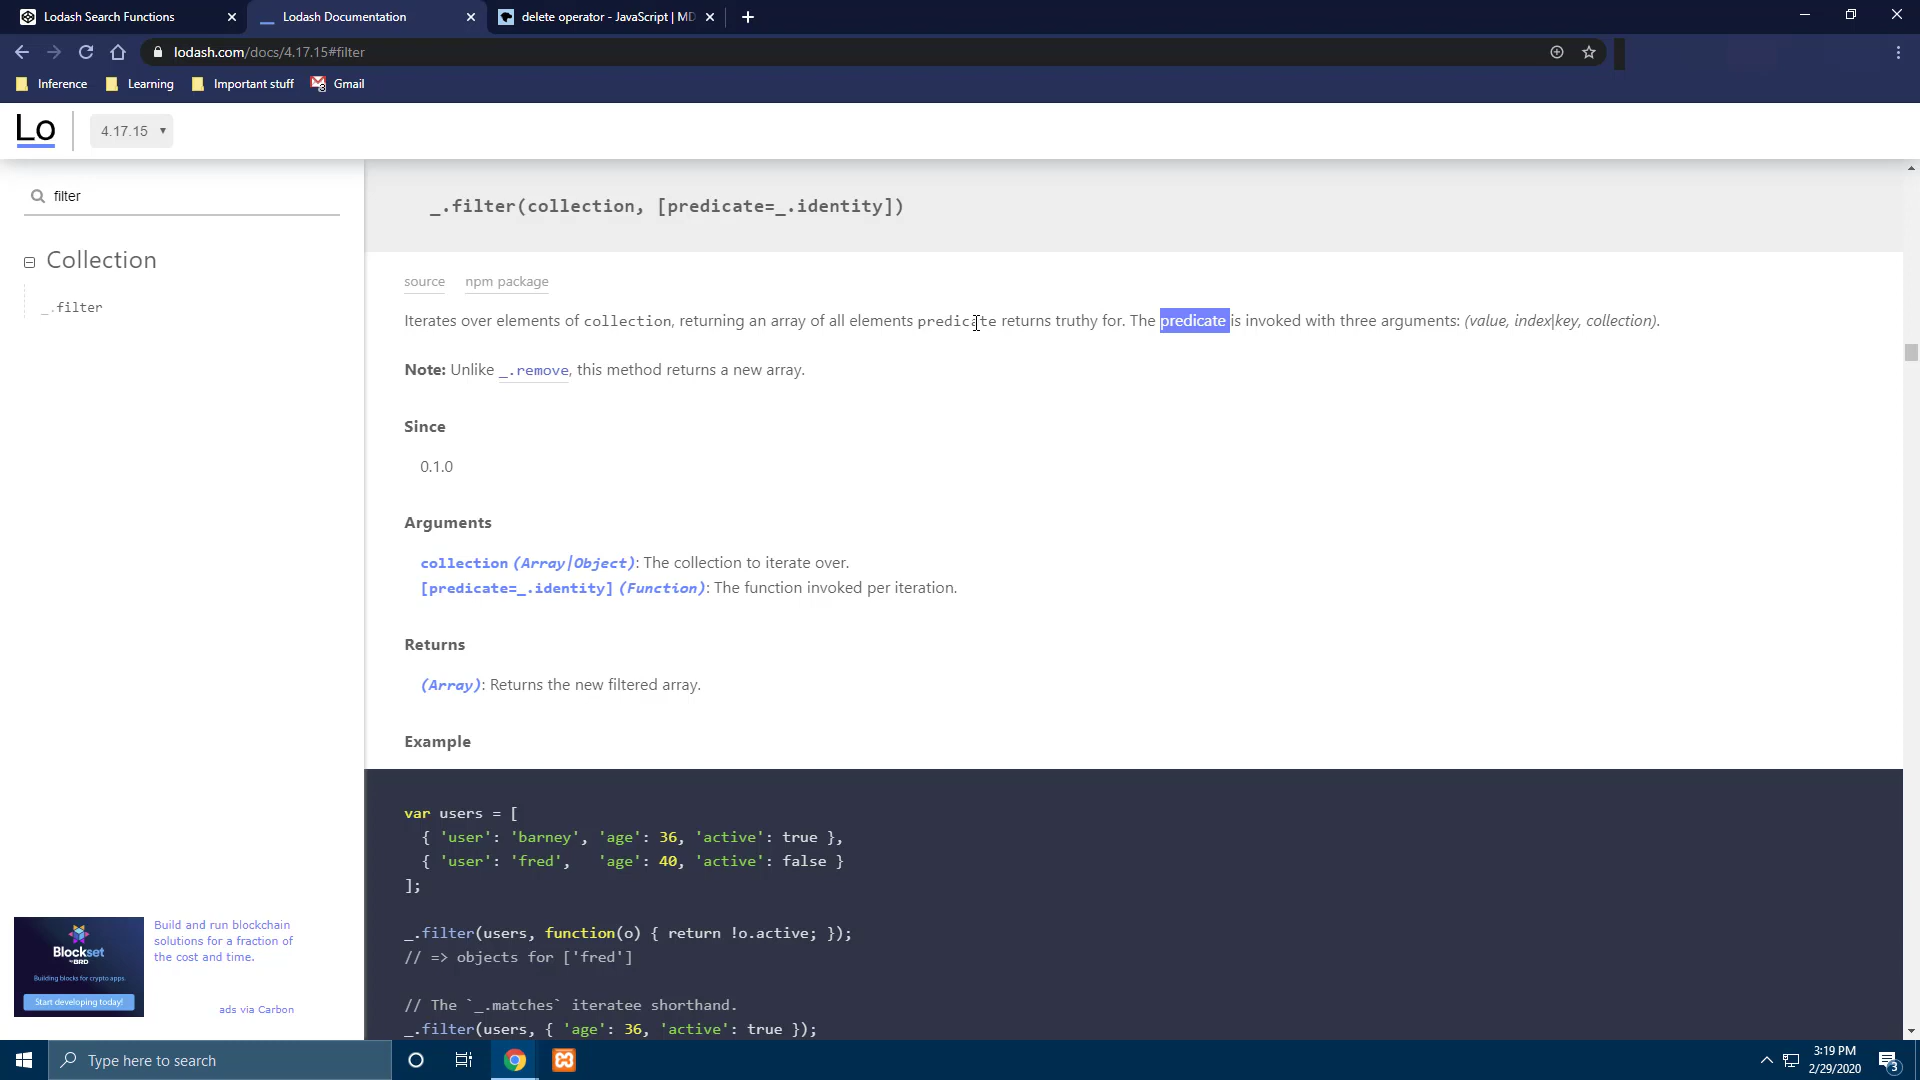 Lodash Search Functions
Lodash Documentation
delete operator - JavaScript | MD
lodash.com/docs/4.17.15#filter
Inference
Learning
Important stuff
Gmail
Lo
4.17.15
filter
Collection
_.filter
_.filter(collection, [predicate=_.identity])
source npm package
Iterates over elements of collection, returning an array of all elements predicate returns truthy for. The predicate is invoked with three arguments: (value, index|key, collection).
Note: Unlike _.remove, this method returns a new array.
Since
0.1.0
Arguments
collection (Array|Object): The collection to iterate over.
[predicate=_.identity] (Function): The function invoked per iteration.
Returns
(Array): Returns the new filtered array.
Example
var users = [
{ 'user': 'barney', 'age': 36, 'active': true },
{ 'user': 'fred',   'age': 40, 'active': false }
];
_.filter(users, function(o) { return !o.active; });
// => objects for ['fred']
// The `_.matches` iteratee shorthand.
_.filter(users, { 'age': 36, 'active': true });
Blockset
by BRD
Building blocks for crypto apps
Start developing today!
Build and run blockchain
solutions for a fraction of
the cost and time.
ads via Carbon
Type here to search
3:19 PM
2/29/2020
3